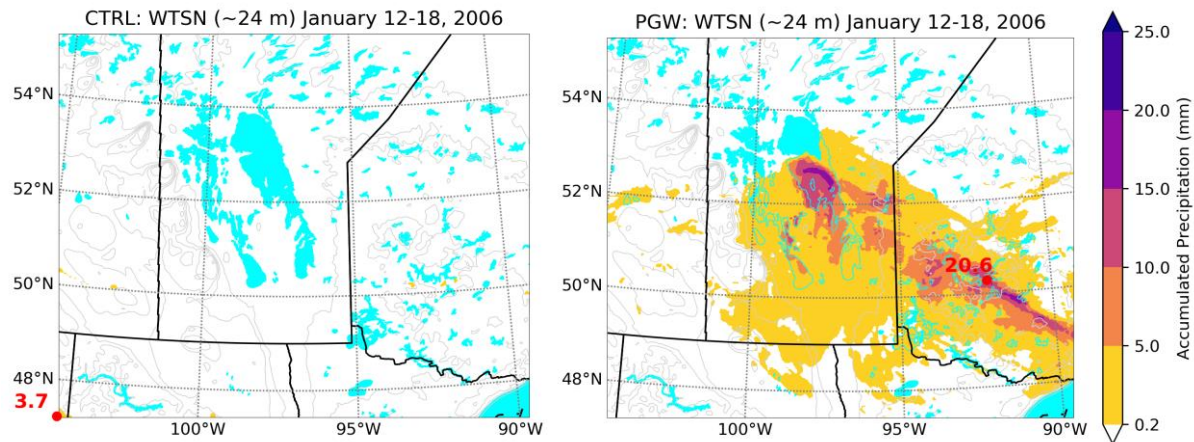 CTRL: WTSN (~24 m) January 12-18, 2006
54°N
52°N
50°N
48°N
3.7
100°W
95°W
90°W
PGW: WTSN (~24 m) January 12-18, 2006
54°N
52°N
50°N
48°N
20.6
100°W
95°W
90°W
25.0
20.0
15.0
10.0
5.0
0.2
Accumulated Precipitation (mm)